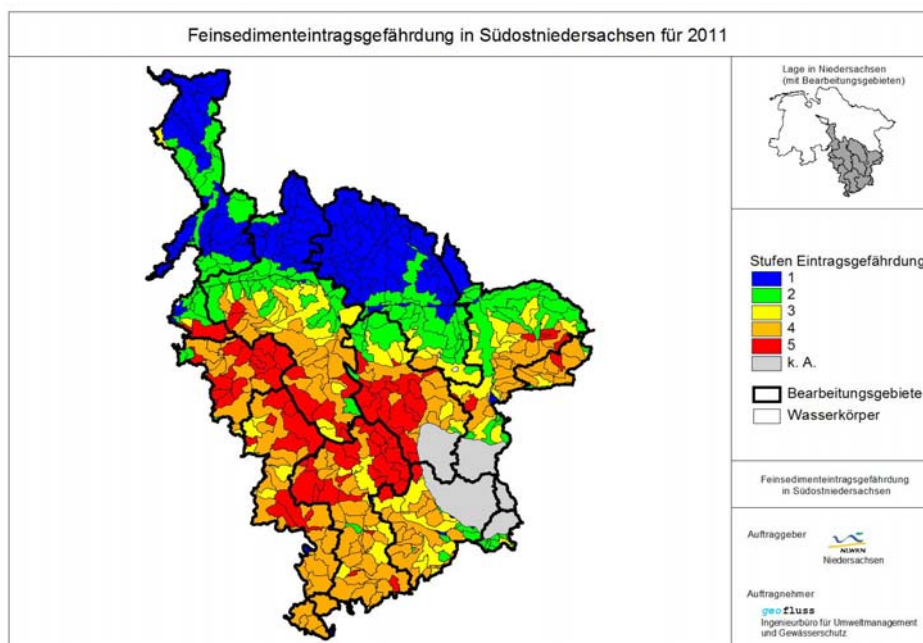 Feinsedimenteintragsgefährdung in Südostniedersachsen für 2011
Lage in Niedersachsen
(mit Bearbeitungsgebieten)
Stufen Eintragsgefährdung
1
2
3
4
5
k. A.
Bearbeitungsgebiete
Wasserkörper
Feinsedimenteintragsgefährdung
in Südostniedersachsen
Auftraggeber
NLWKN
Niedersachsen
Auftragnehmer
geofluss
Ingenieurbüro für Umweltmanagement
und Gewässerschutz